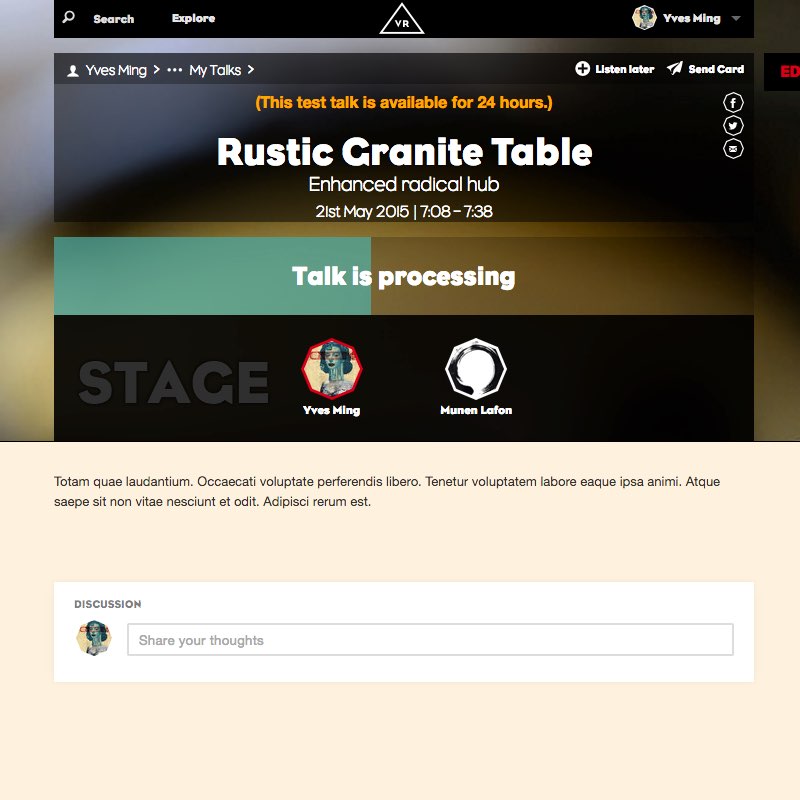 Search
Explore
VR
Yves Ming
Yves Ming > ••• My Talks >
Listen later
Send Card
ED
(This test talk is available for 24 hours.)
Rustic Granite Table
Enhanced radical hub
21st May 2015 | 7:08 – 7:38
Talk is processing
STAGE
Yves Ming
Munen Lafon
Totam quae laudantium. Occaecati voluptate perferendis libero. Tenetur voluptatem labore eaque ipsa animi. Atque
saepe sit non vitae nesciunt et odit. Adipisci rerum est.
DISCUSSION
Share your thoughts